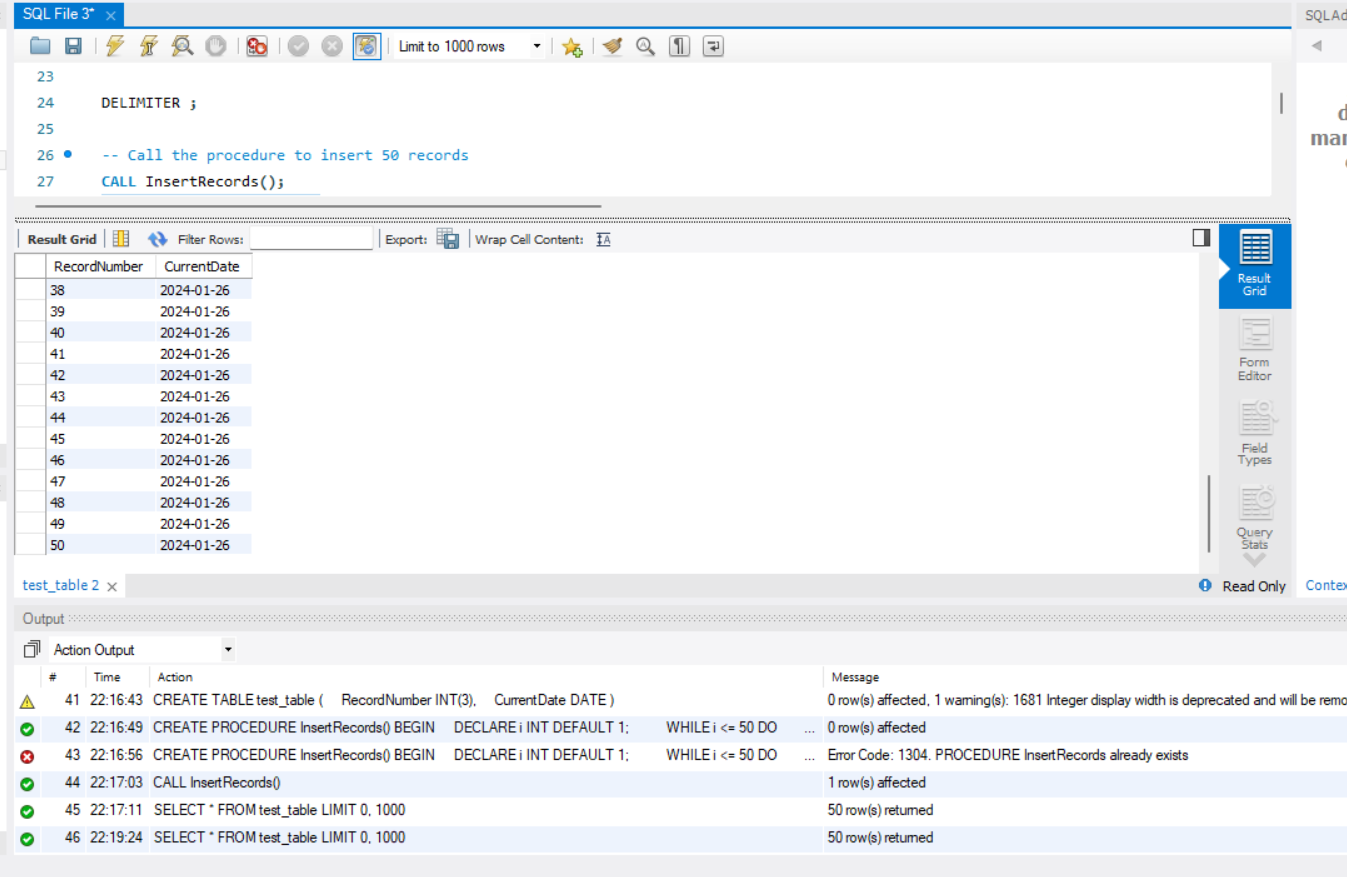 SQL File 3*
SQLAd
Limit to 1000 rows
23
24 DELIMITER ;
25
26 -- Call the procedure to insert 50 records
27 CALL InsertRecords();
Result Grid Filter Rows: Export: Wrap Cell Content:
RecordNumber CurrentDate
38 2024-01-26
39 2024-01-26
40 2024-01-26
41 2024-01-26
42 2024-01-26
43 2024-01-26
44 2024-01-26
45 2024-01-26
46 2024-01-26
47 2024-01-26
48 2024-01-26
49 2024-01-26
50 2024-01-26
Result
Grid
Form
Editor
Field
Types
Query
Stats
test_table 2
Read Only
Contex
Output
Action Output
# Time Action Message
41 22:16:43 CREATE TABLE test_table ( RecordNumber INT(3), CurrentDate DATE ) 0 row(s) affected, 1 warning(s): 1681 Integer display width is deprecated and will be remo
42 22:16:49 CREATE PROCEDURE InsertRecords() BEGIN DECLARE i INT DEFAULT 1; WHILE i <= 50 DO ... 0 row(s) affected
43 22:16:56 CREATE PROCEDURE InsertRecords() BEGIN DECLARE i INT DEFAULT 1; WHILE i <= 50 DO ... Error Code: 1304. PROCEDURE InsertRecords already exists
44 22:17:03 CALL InsertRecords() 1 row(s) affected
45 22:17:11 SELECT * FROM test_table LIMIT 0, 1000 50 row(s) returned
46 22:19:24 SELECT * FROM test_table LIMIT 0, 1000 50 row(s) returned